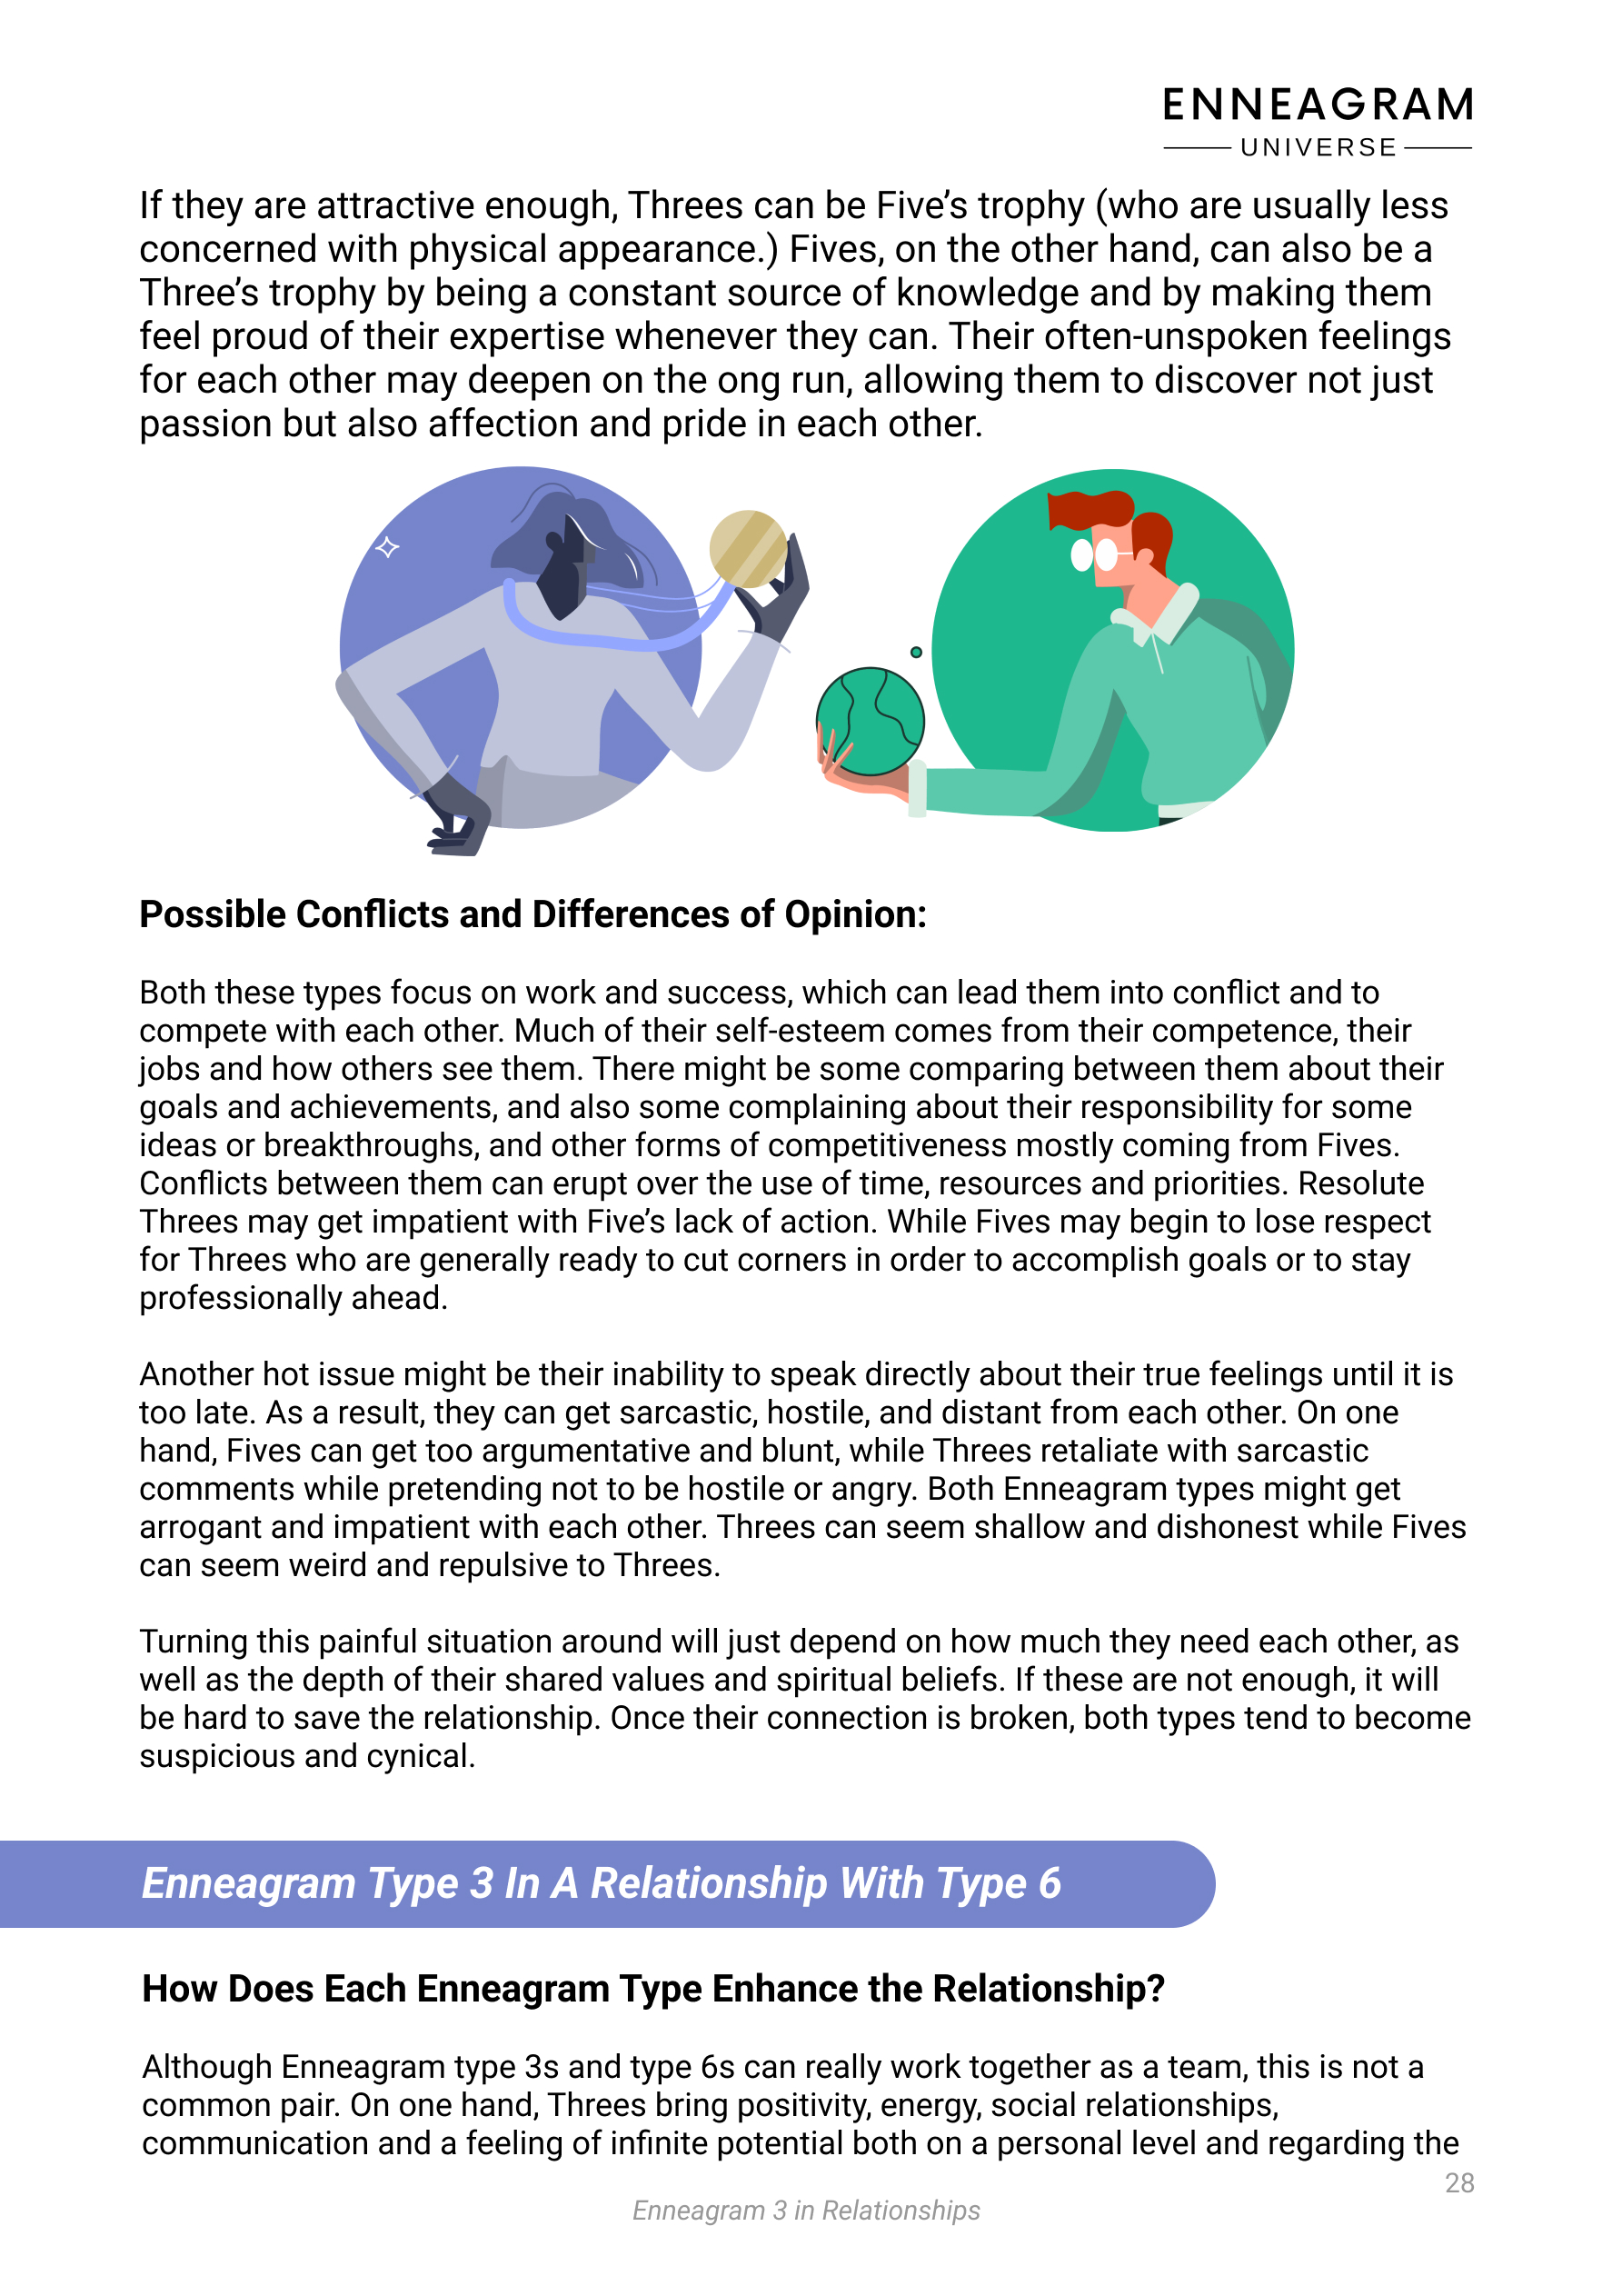 ENNEAGRAM
UNIVERSE
If they are attractive enough, Threes can be Five’s trophy (who are usually less
concerned with physical appearance.) Fives, on the other hand, can also be a
Three’s trophy by being a constant source of knowledge and by making them
feel proud of their expertise whenever they can. Their often-unspoken feelings
for each other may deepen on the ong run, allowing them to discover not just
passion but also affection and pride in each other.
Possible Conflicts and Differences of Opinion:
Both these types focus on work and success, which can lead them into conflict and to
compete with each other. Much of their self-esteem comes from their competence, their
jobs and how others see them. There might be some comparing between them about their
goals and achievements, and also some complaining about their responsibility for some
ideas or breakthroughs, and other forms of competitiveness mostly coming from Fives.
Conflicts between them can erupt over the use of time, resources and priorities. Resolute
Threes may get impatient with Five’s lack of action. While Fives may begin to lose respect
for Threes who are generally ready to cut corners in order to accomplish goals or to stay
professionally ahead.
Another hot issue might be their inability to speak directly about their true feelings until it is
too late. As a result, they can get sarcastic, hostile, and distant from each other. On one
hand, Fives can get too argumentative and blunt, while Threes retaliate with sarcastic
comments while pretending not to be hostile or angry. Both Enneagram types might get
arrogant and impatient with each other. Threes can seem shallow and dishonest while Fives
can seem weird and repulsive to Threes.
Turning this painful situation around will just depend on how much they need each other, as
well as the depth of their shared values and spiritual beliefs. If these are not enough, it will
be hard to save the relationship. Once their connection is broken, both types tend to become
suspicious and cynical.
Enneagram Type 3 In A Relationship With Type 6
How Does Each Enneagram Type Enhance the Relationship?
Although Enneagram type 3s and type 6s can really work together as a team, this is not a
common pair. On one hand, Threes bring positivity, energy, social relationships,
communication and a feeling of infinite potential both on a personal level and regarding the
28
Enneagram 3 in Relationships